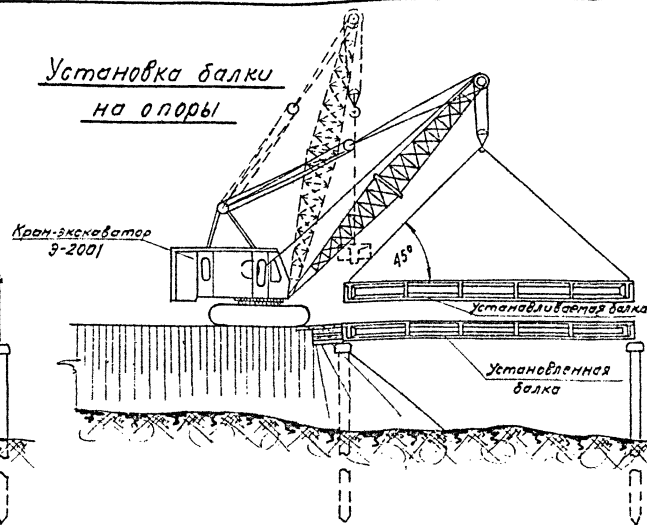 Установка балки
на опоры
Кран-экскаватор
Э-2001
45°
Устанавливаемая балка
Установленная
балка